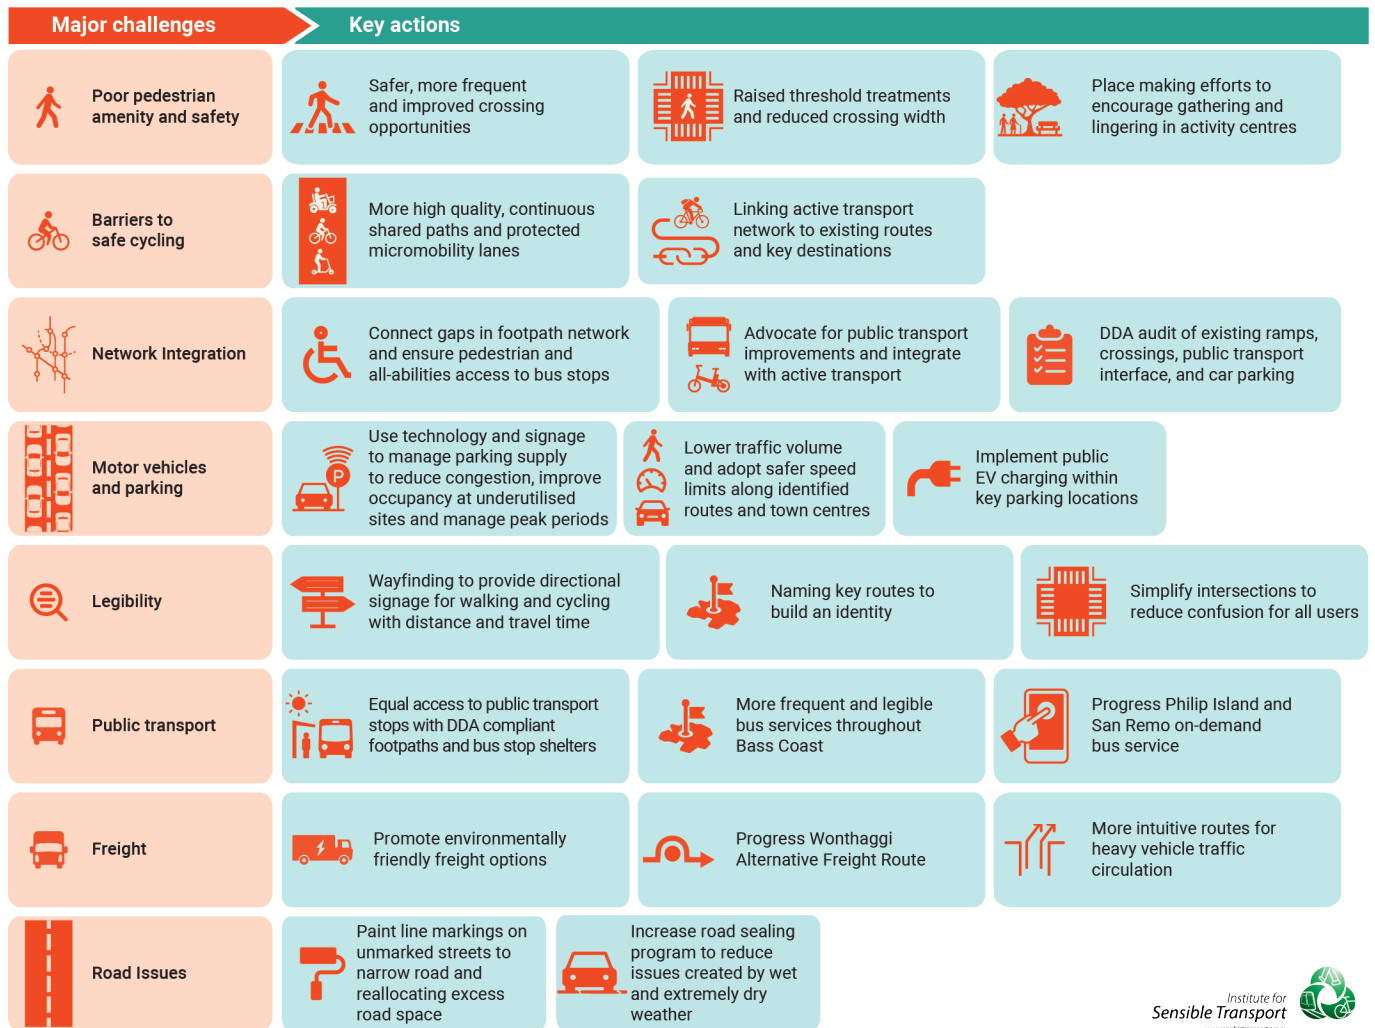 Major challenges
Key actions
Poor pedestrian
amenity and safety
Safer, more frequent
and improved crossing
opportunities
Raised threshold treatments
and reduced crossing width
Place making efforts to
encourage gathering and
lingering in activity centres
Barriers to
safe cycling
More high quality, continuous
shared paths and protected
micromobility lanes
Linking active transport
network to existing routes
and key destinations
Network Integration
Connect gaps in footpath network
and ensure pedestrian and
all-abilities access to bus stops
Advocate for public transport
improvements and integrate
with active transport
DDA audit of existing ramps,
crossings, public transport
interface, and car parking
Motor vehicles
and parking
Use technology and signage
to manage parking supply
to reduce congestion, improve
occupancy at underutilised
sites and manage peak periods
P
Lower traffic volume
and adopt safer speed
limits along identified
routes and town centres
Implement public
EV charging within
key parking locations
Legibility
Wayfinding to provide directional
signage for walking and cycling
with distance and travel time
Naming key routes to
build an identity
Simplify intersections to
reduce confusion for all users
Public transport
Equal access to public transport
stops with DDA compliant
footpaths and bus stop shelters
More frequent and legible
bus services throughout
Bass Coast
Progress Philip Island and
San Remo on-demand
bus service
Freight
Promote environmentally
friendly freight options
Progress Wonthaggi
Alternative Freight Route
More intuitive routes for
heavy vehicle traffic
circulation
Road Issues
Paint line markings on
unmarked streets to
narrow road and
reallocating excess
road space
Increase road sealing
program to reduce
issues created by wet
and extremely dry
weather
Institute for
Sensible Transport